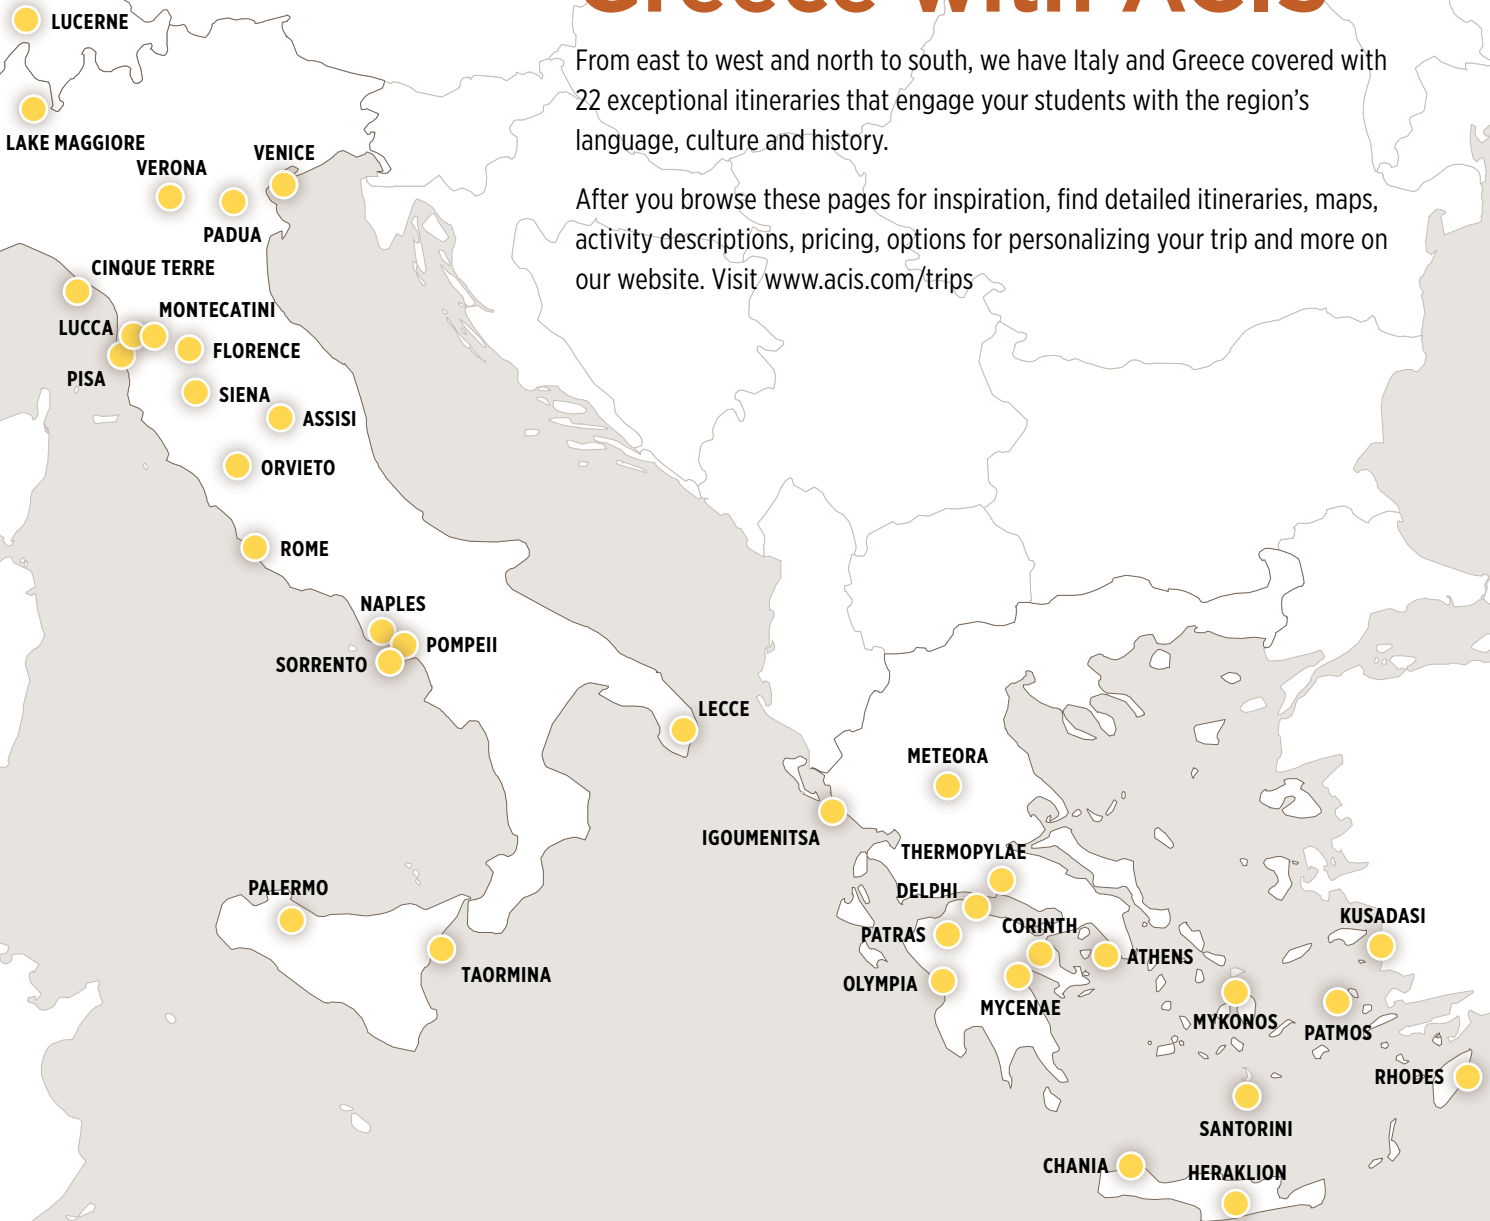 Greece with ACIS
From east to west and north to south, we have Italy and Greece covered with
22 exceptional itineraries that engage your students with the region’s
language, culture and history.
After you browse these pages for inspiration, find detailed itineraries, maps,
activity descriptions, pricing, options for personalizing your trip and more on
our website. Visit www.acis.com/trips
LUCERNE
LAKE MAGGIORE
VERONA
VENICE
PADUA
CINQUE TERRE
MONTECATINI
LUCCA
FLORENCE
PISA
SIENA
ASSISI
ORVIETO
ROME
NAPLES
POMPEII
SORRENTO
LECCE
METEORA
IGOUMENITSA
THERMOPYLAE
PALERMO
DELPHI
KUSADASI
CORINTH
PATRAS
ATHENS
TAORMINA
OLYMPIA
MYCENAE
MYKONOS
PATMOS
RHODES
SANTORINI
CHANIA
HERAKLION